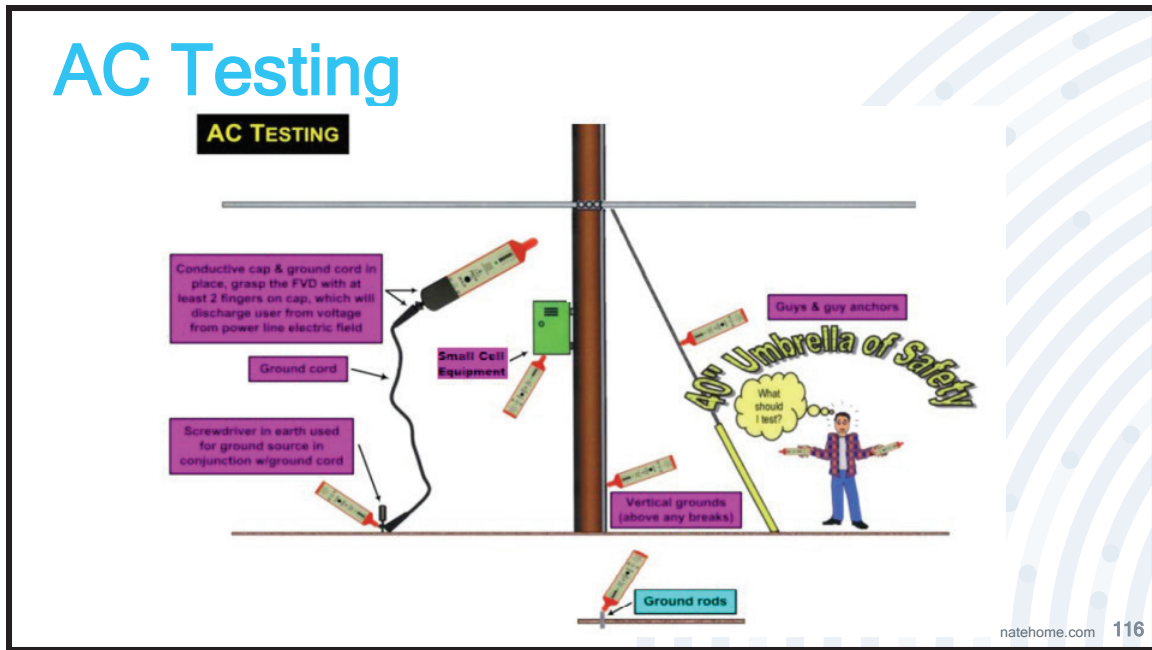 AC Testing
AC TESTING
Conductive cap & ground cord in
place, grasp the FVD with at
least 2 fingers on cap, which will
discharge user from voltage
from power line electric field
Ground cord
Small Cell
Equipment
Guys & guy anchors
40" Umbrella of Safety
What
should
I test?
Screwdriver in earth used
for ground source in
conjunction w/ground cord
Vertical grounds
(above any breaks)
Ground rods
natehome.com 116